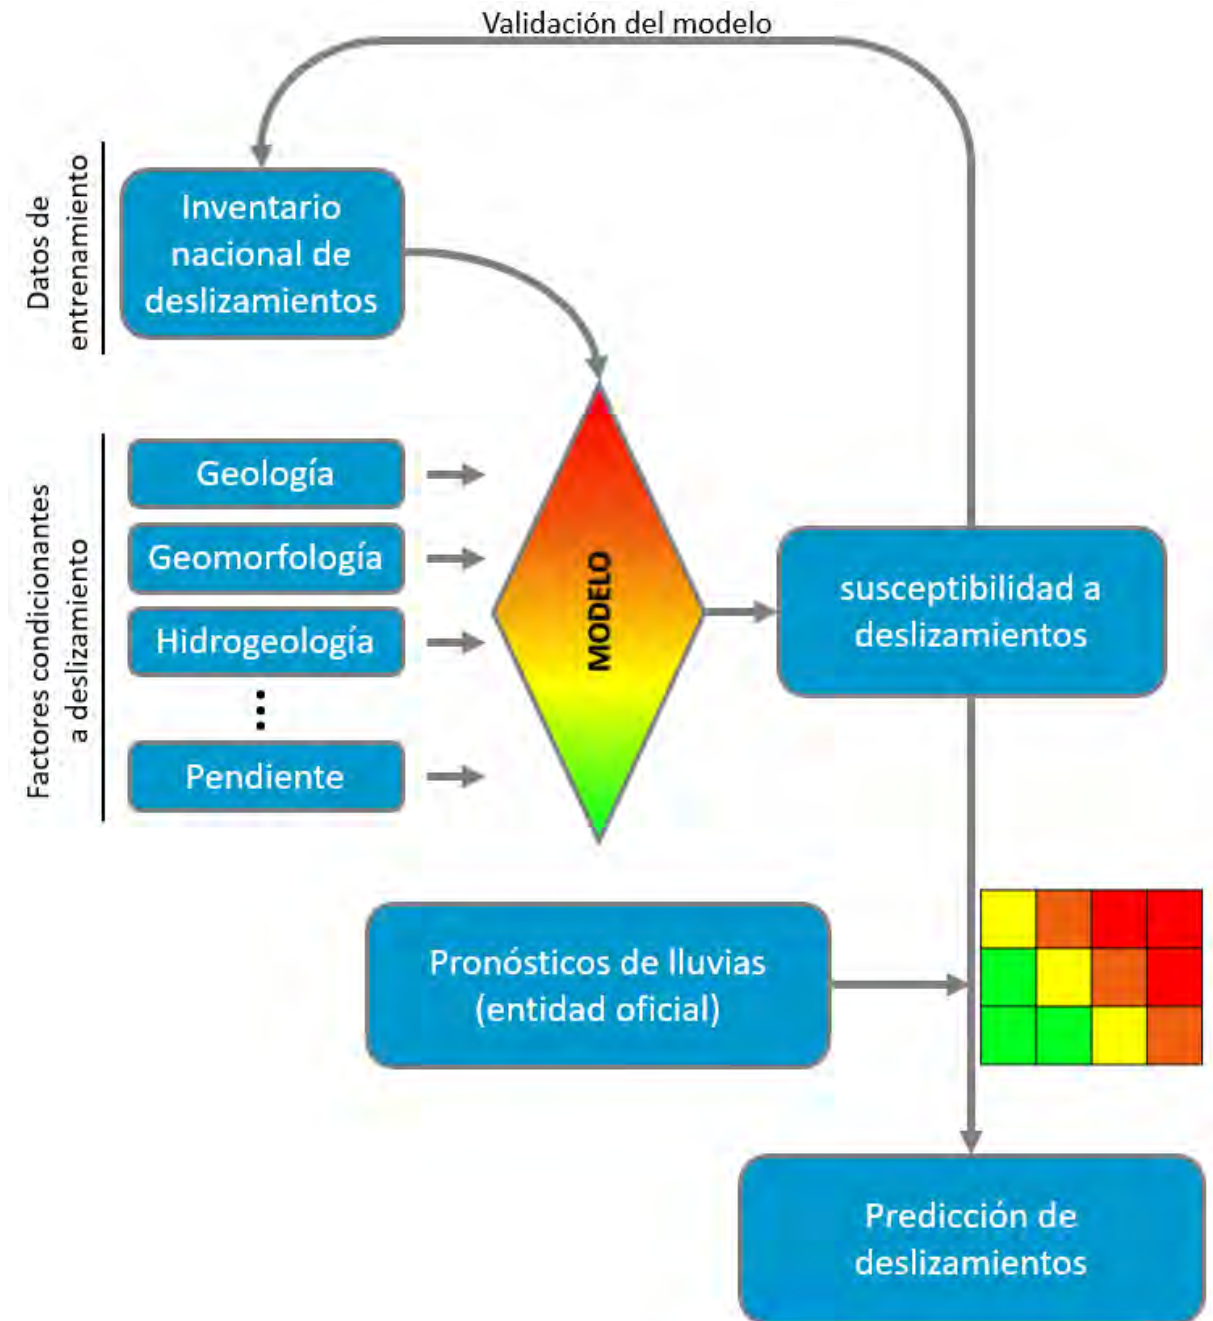 Validación del modelo
Datos de
entrenamiento
Inventario
nacional de
deslizamientos
Factores condicionantes
a deslizamiento
Geología
Geomorfología
Hidrogeología
Pendiente
MODELO
susceptibilidad a
deslizamientos
Pronósticos de lluvias
(entidad oficial)
Predicción de
deslizamientos